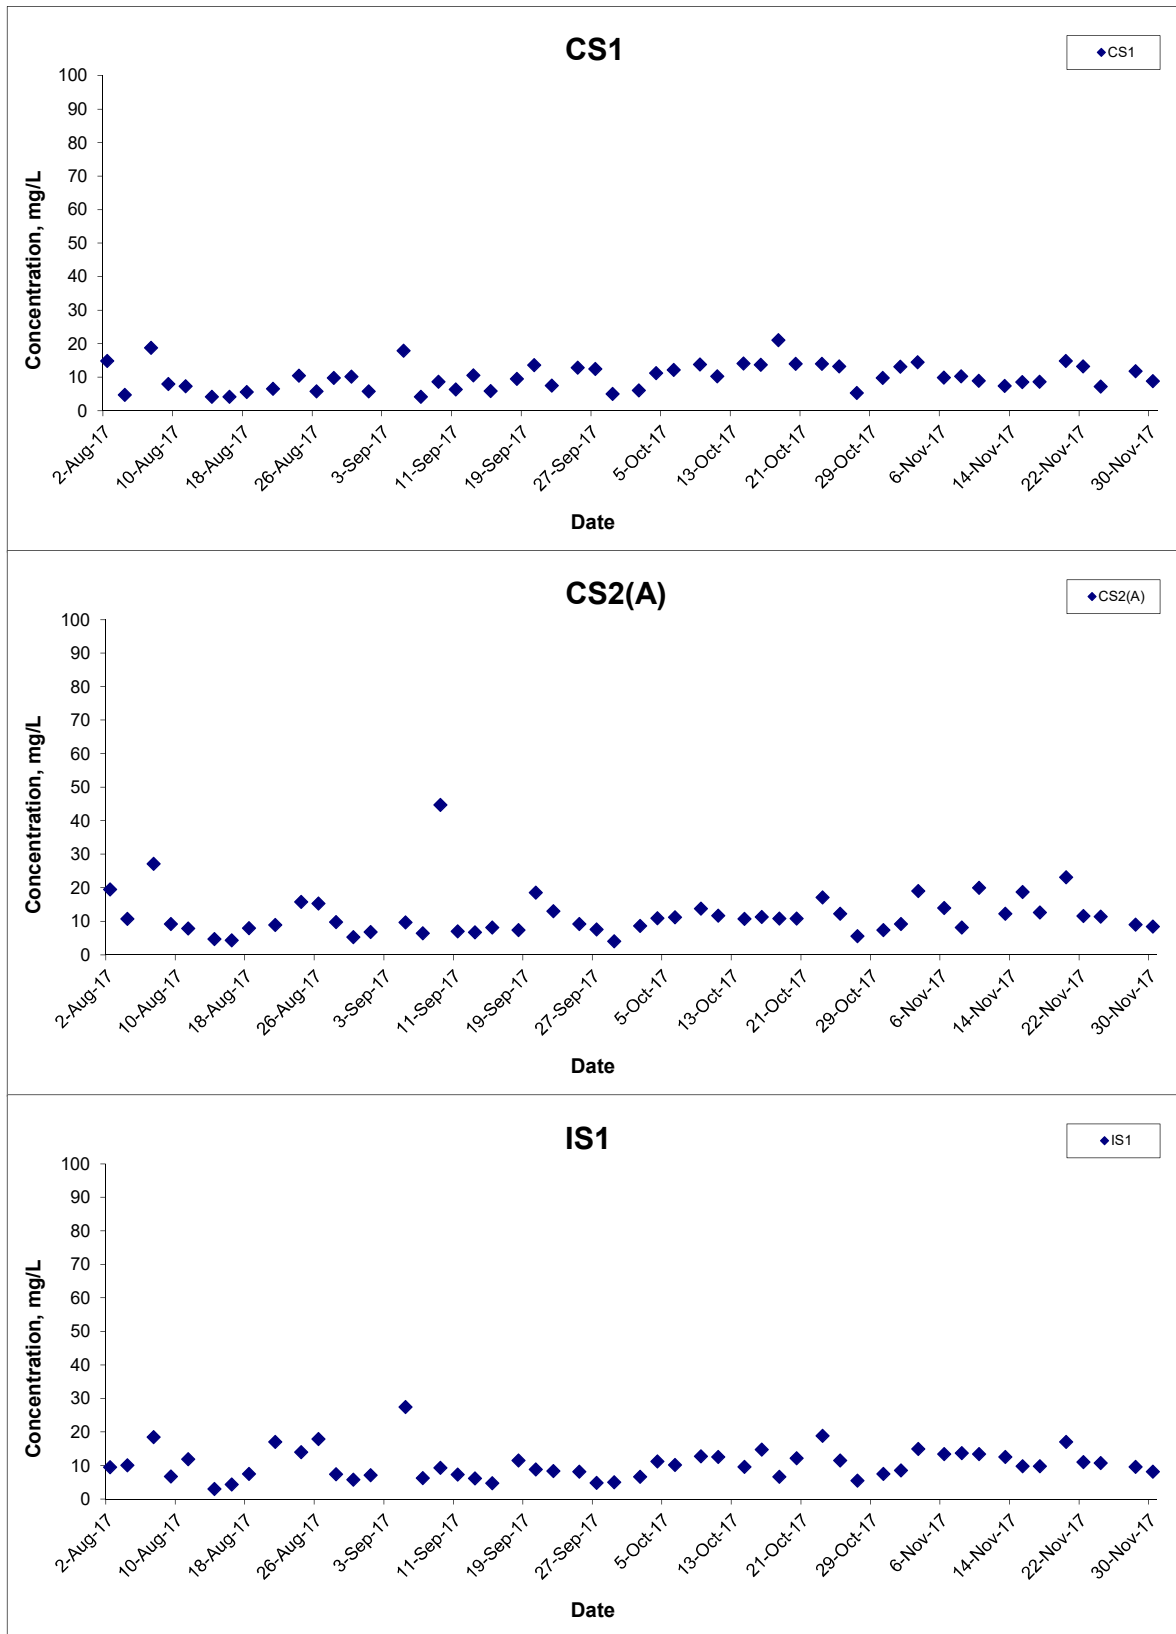 CS1
CS1
100
90
80
70
60
50
40
30
20
10
0
Concentration, mg/L
2-Aug-17
10-Aug-17
18-Aug-17
26-Aug-17
3-Sep-17
11-Sep-17
19-Sep-17
27-Sep-17
5-Oct-17
13-Oct-17
21-Oct-17
29-Oct-17
6-Nov-17
14-Nov-17
22-Nov-17
30-Nov-17
Date
CS2(A)
CS2(A)
100
90
80
70
60
50
40
30
20
10
0
Concentration, mg/L
2-Aug-17
10-Aug-17
18-Aug-17
26-Aug-17
3-Sep-17
11-Sep-17
19-Sep-17
27-Sep-17
5-Oct-17
13-Oct-17
21-Oct-17
29-Oct-17
6-Nov-17
14-Nov-17
22-Nov-17
30-Nov-17
Date
IS1
IS1
100
90
80
70
60
50
40
30
20
10
0
Concentration, mg/L
2-Aug-17
10-Aug-17
18-Aug-17
26-Aug-17
3-Sep-17
11-Sep-17
19-Sep-17
27-Sep-17
5-Oct-17
13-Oct-17
21-Oct-17
29-Oct-17
6-Nov-17
14-Nov-17
22-Nov-17
30-Nov-17
Date